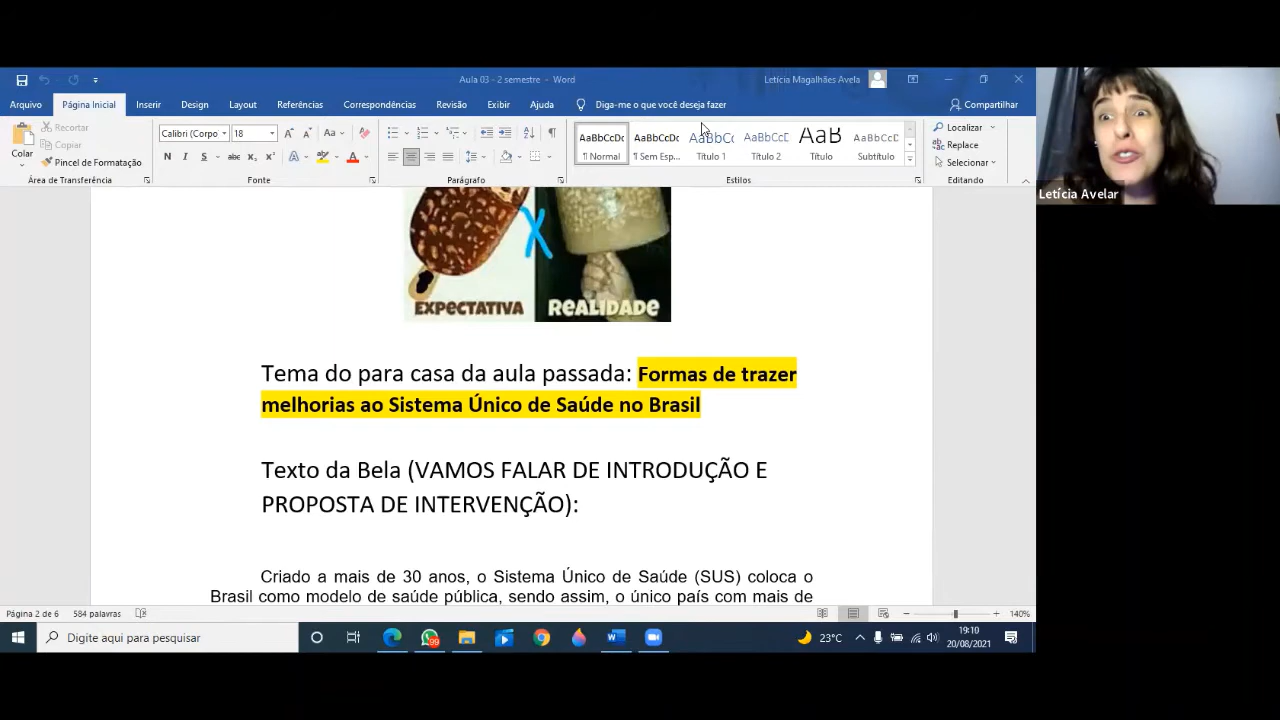 Aula 03 - 2 semestre - Word
Letícia Magalhães Avela
Arquivo Página Inicial Inserir Design Layout Referências Correspondências Revisão Exibir Ajuda Diga-me o que você deseja fazer Compartilhar
Colar
Recortar
Copiar
Pincel de Formatação
Área de Transferência
Calibri (Corpo) 18
N I S abc x₂ x²
Fonte
Parágrafo
AaBbCcDc AaBbCcDc AaBbCc AaBbCcD AaB AaBbCcD
¶ Normal ¶ Sem Esp... Título 1 Título 2 Título Subtítulo
Estilos
Localizar
Replace
Selecionar
Editando
Letícia Avelar
X
EXPECTATIVA REALIDADE
Tema do para casa da aula passada: Formas de trazer
melhorias ao Sistema Único de Saúde no Brasil
Texto da Bela (VAMOS FALAR DE INTRODUÇÃO E
PROPOSTA DE INTERVENÇÃO):
Criado a mais de 30 anos, o Sistema Único de Saúde (SUS) coloca o
Brasil como modelo de saúde pública, sendo assim, o único país com mais de
Página 2 de 6 584 palavras 140%
Digite aqui para pesquisar
99
23°C
19:10
20/08/2021